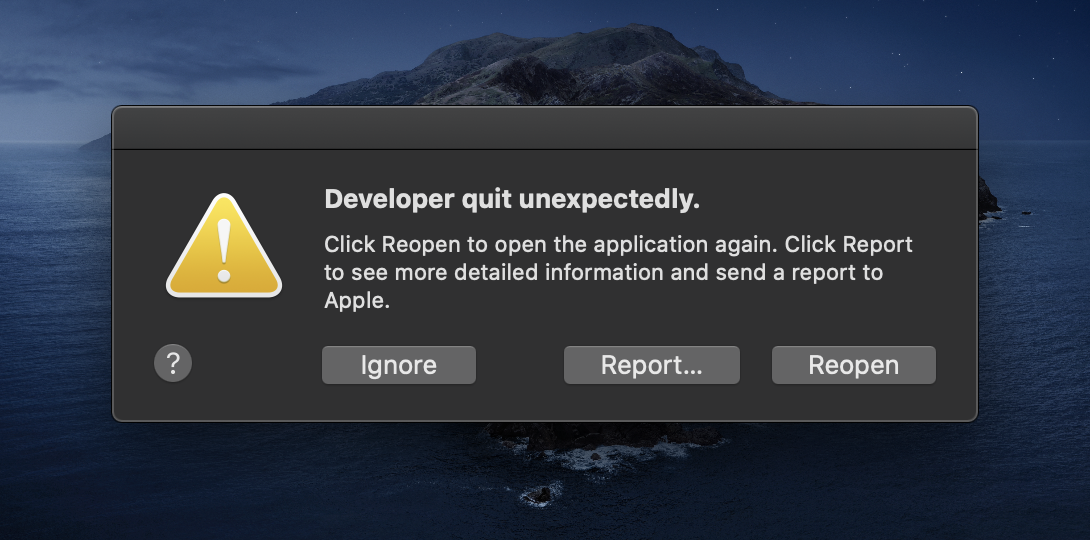 Developer quit unexpectedly.
Click Reopen to open the application again. Click Report
to see more detailed information and send a report to
Apple.
?
Ignore
Report...
Reopen